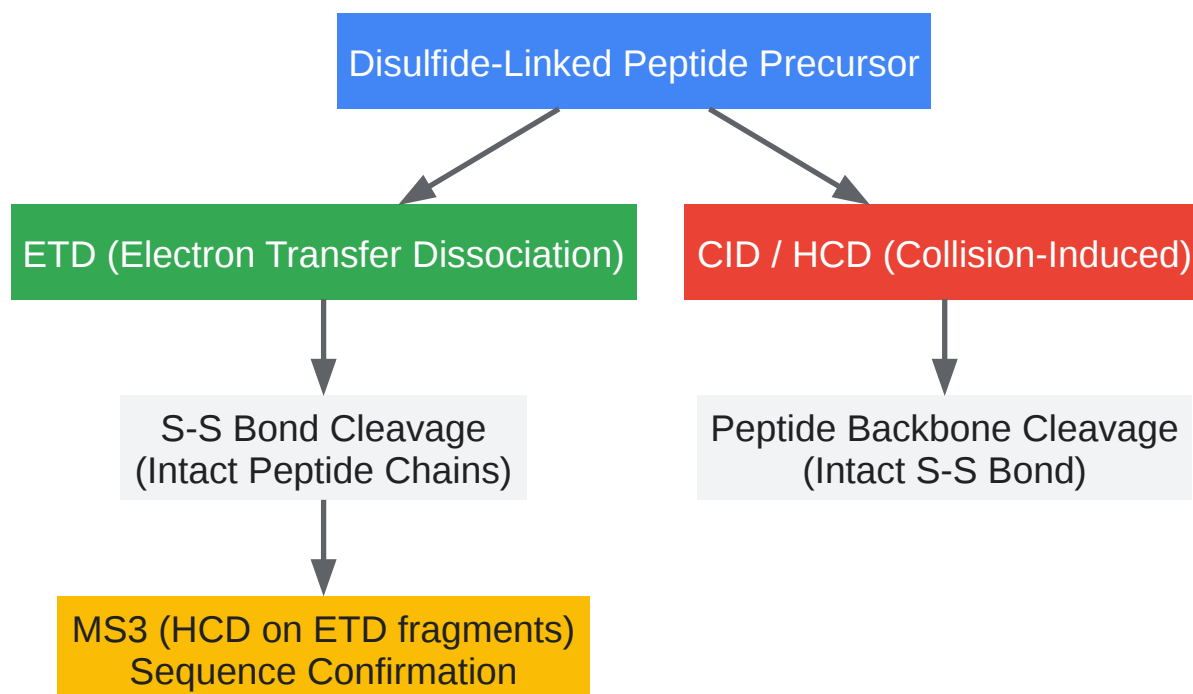 Disulfide-Linked Peptide Precursor
ETD (Electron Transfer Dissociation)
CID / HCD (Collision-Induced)
S-S Bond Cleavage
(Intact Peptide Chains)
Peptide Backbone Cleavage
(Intact S-S Bond)
MS3 (HCD on ETD fragments)
Sequence Confirmation